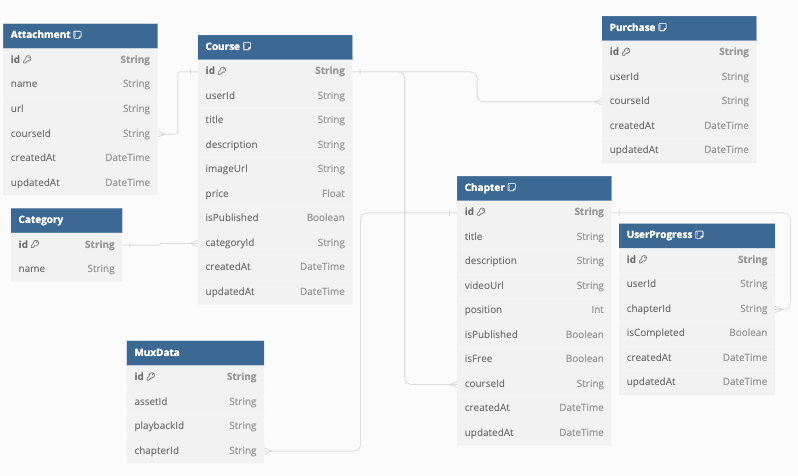 Attachment
id String
name String
url String
courseId String
createdAt DateTime
updatedAt DateTime
Course
id String
userId String
title String
description String
imageUrl String
price Float
isPublished Boolean
categoryId String
createdAt DateTime
updatedAt DateTime
Purchase
id String
userId String
courseId String
createdAt DateTime
updatedAt DateTime
Category
id String
name String
Chapter
id String
title String
description String
videoUrl String
position Int
isPublished Boolean
isFree Boolean
courseId String
createdAt DateTime
updatedAt DateTime
UserProgress
id String
userId String
chapterId String
isCompleted Boolean
createdAt DateTime
updatedAt DateTime
MuxData
id String
assetId String
playbackId String
chapterId String